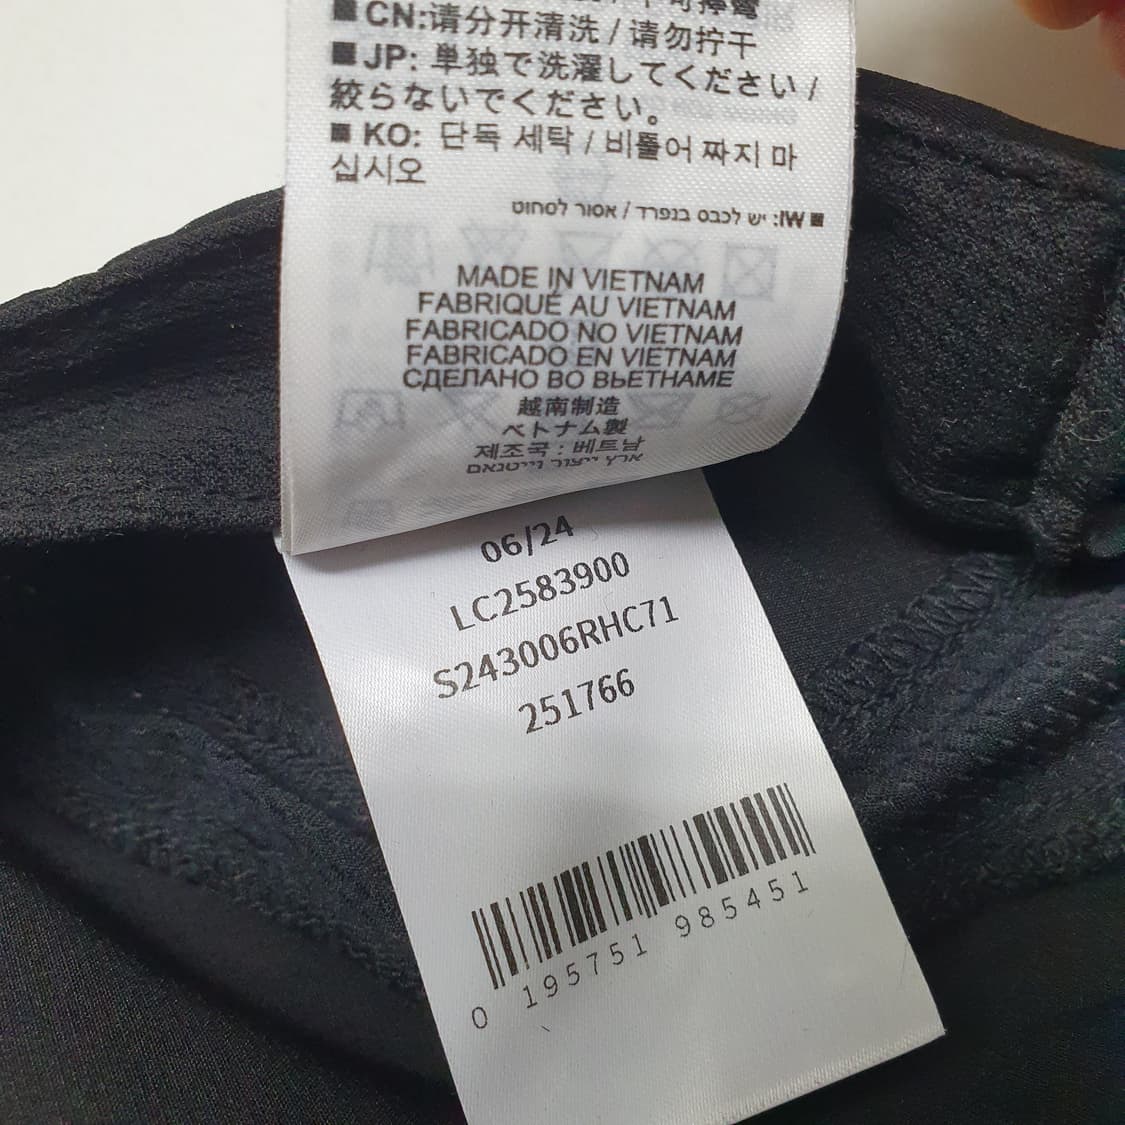 ■CN:请分开清洗 / 请勿拧干
■JP: 単独で洗濯してください /
絞らないでください。
■ KO: 단독 세탁 / 비틀어 짜지 마
십시오
■ IW: יש לכבס בנפרד / אסור לסחוט
MADE IN VIETNAM
FABRIQUÉ AU VIETNAM
FABRICADO NO VIETNAM
FABRICADO EN VIETNAM
СДЕЛАНО ВО ВЬЕТНАМЕ
越南制造
ベトナム製
제조국 : 베트남
ארץ ייצור וייטנאם
06/24
LC2583900
S243006RHC71
251766
0 195751 985451